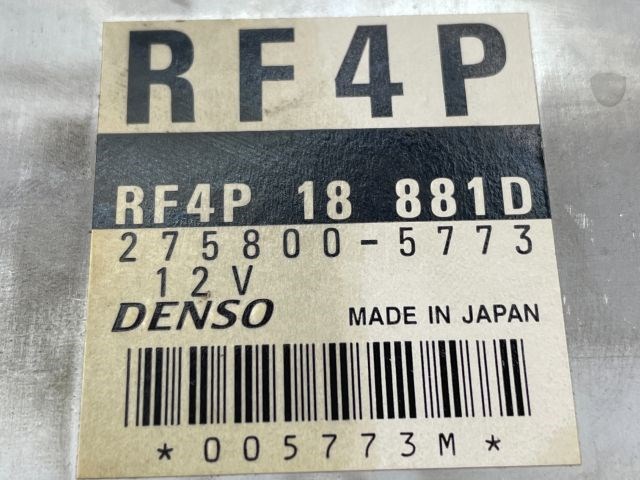 RF4P
RF4P 18 881D
275800-5773
12V
DENSO MADE IN JAPAN
*005773M*